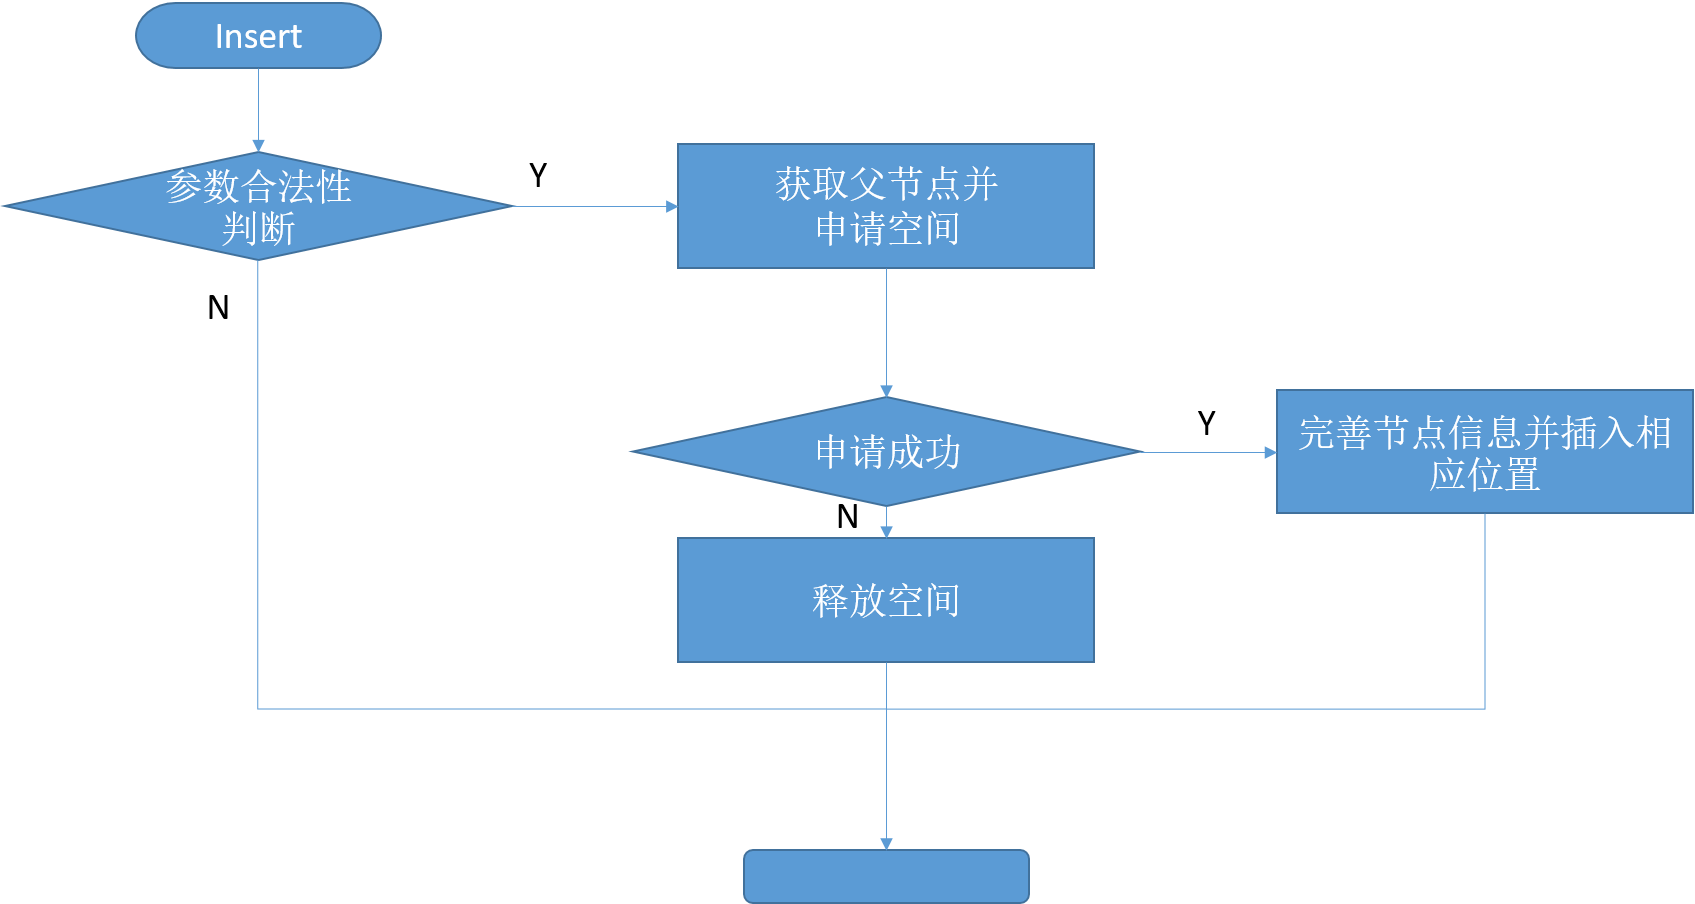 Insert
参数合法性
判断
Y
获取父节点并
申请空间
N
申请成功
Y
完善节点信息并插入相
应位置
N
释放空间